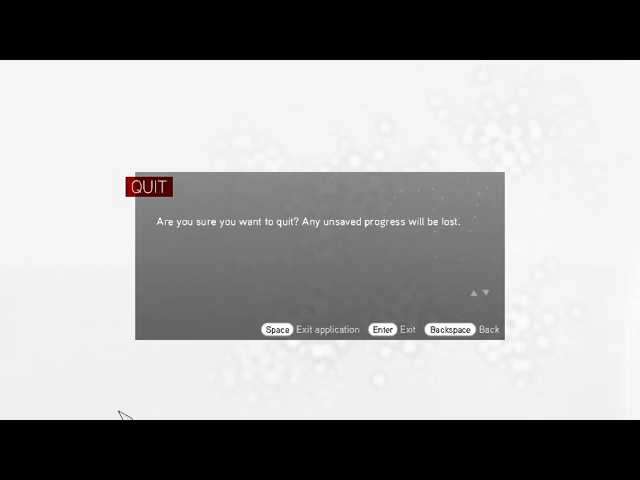 QUIT
Are you sure you want to quit? Any unsaved progress will be lost.
Space Exit application Enter Exit Backspace Back